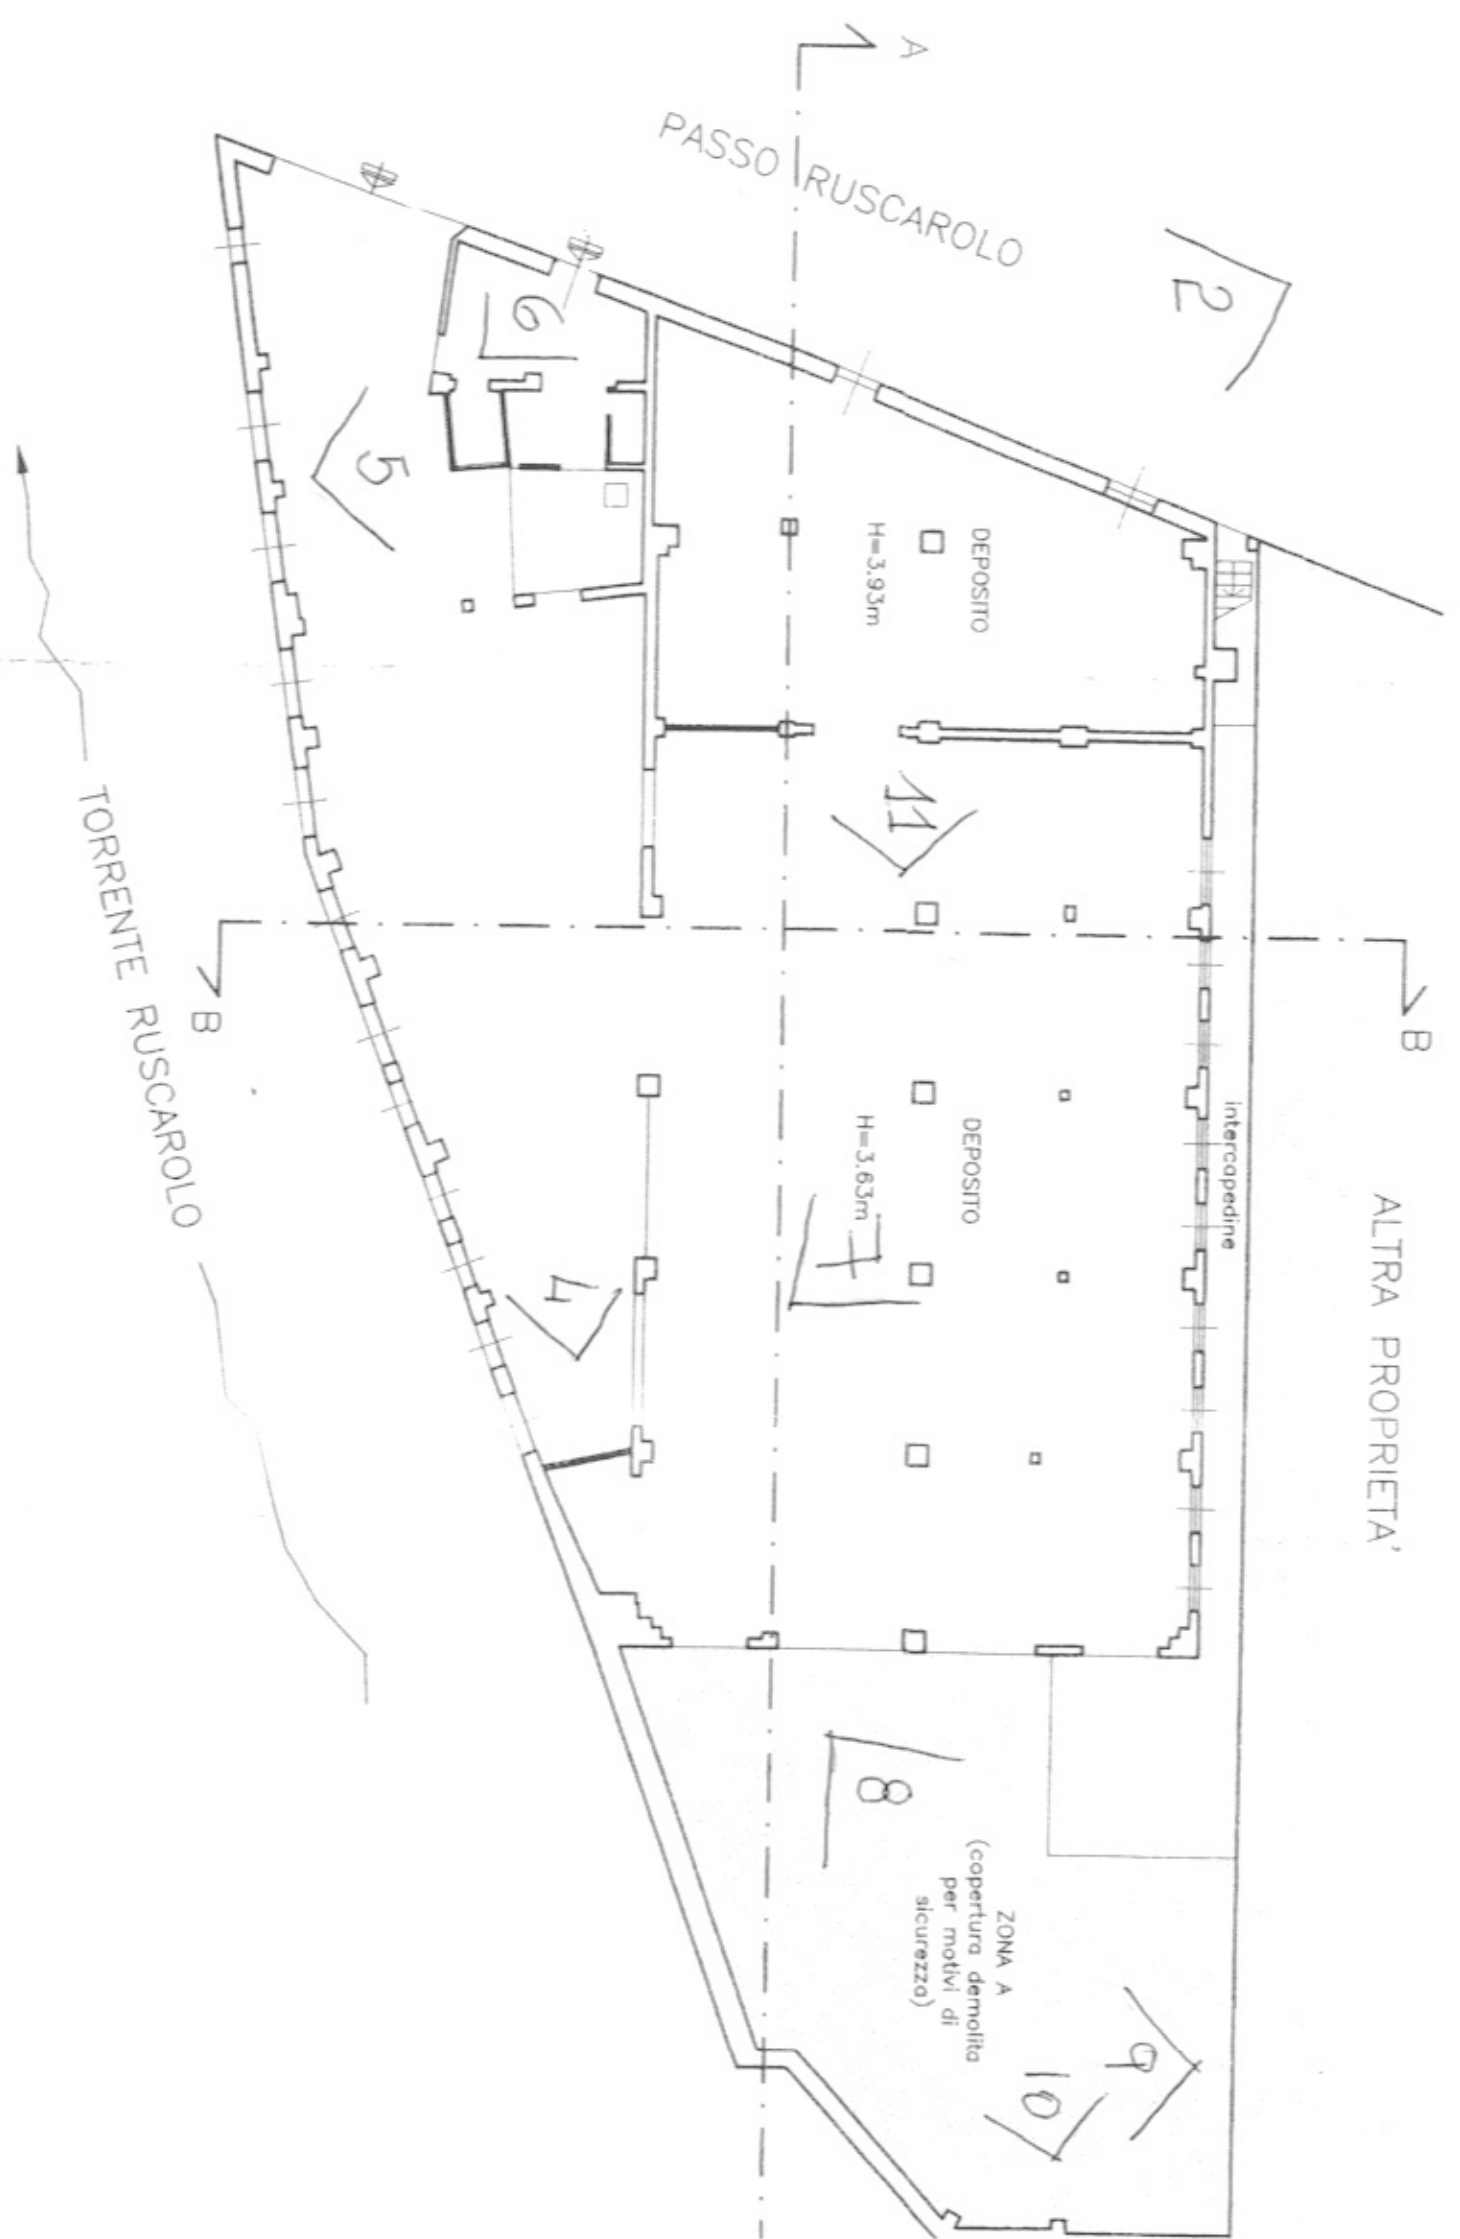 A
PASSO RUSCAROLO
2
6
5
DEPOSITO
H=3.93m
11
B
B
TORRENTE RUSCAROLO
intercapedine
ALTRA PROPRIETA'
DEPOSITO
H=3.63m
7
4
8
ZONA A
(copertura demolita
per motivi di
sicurezza)
9
10